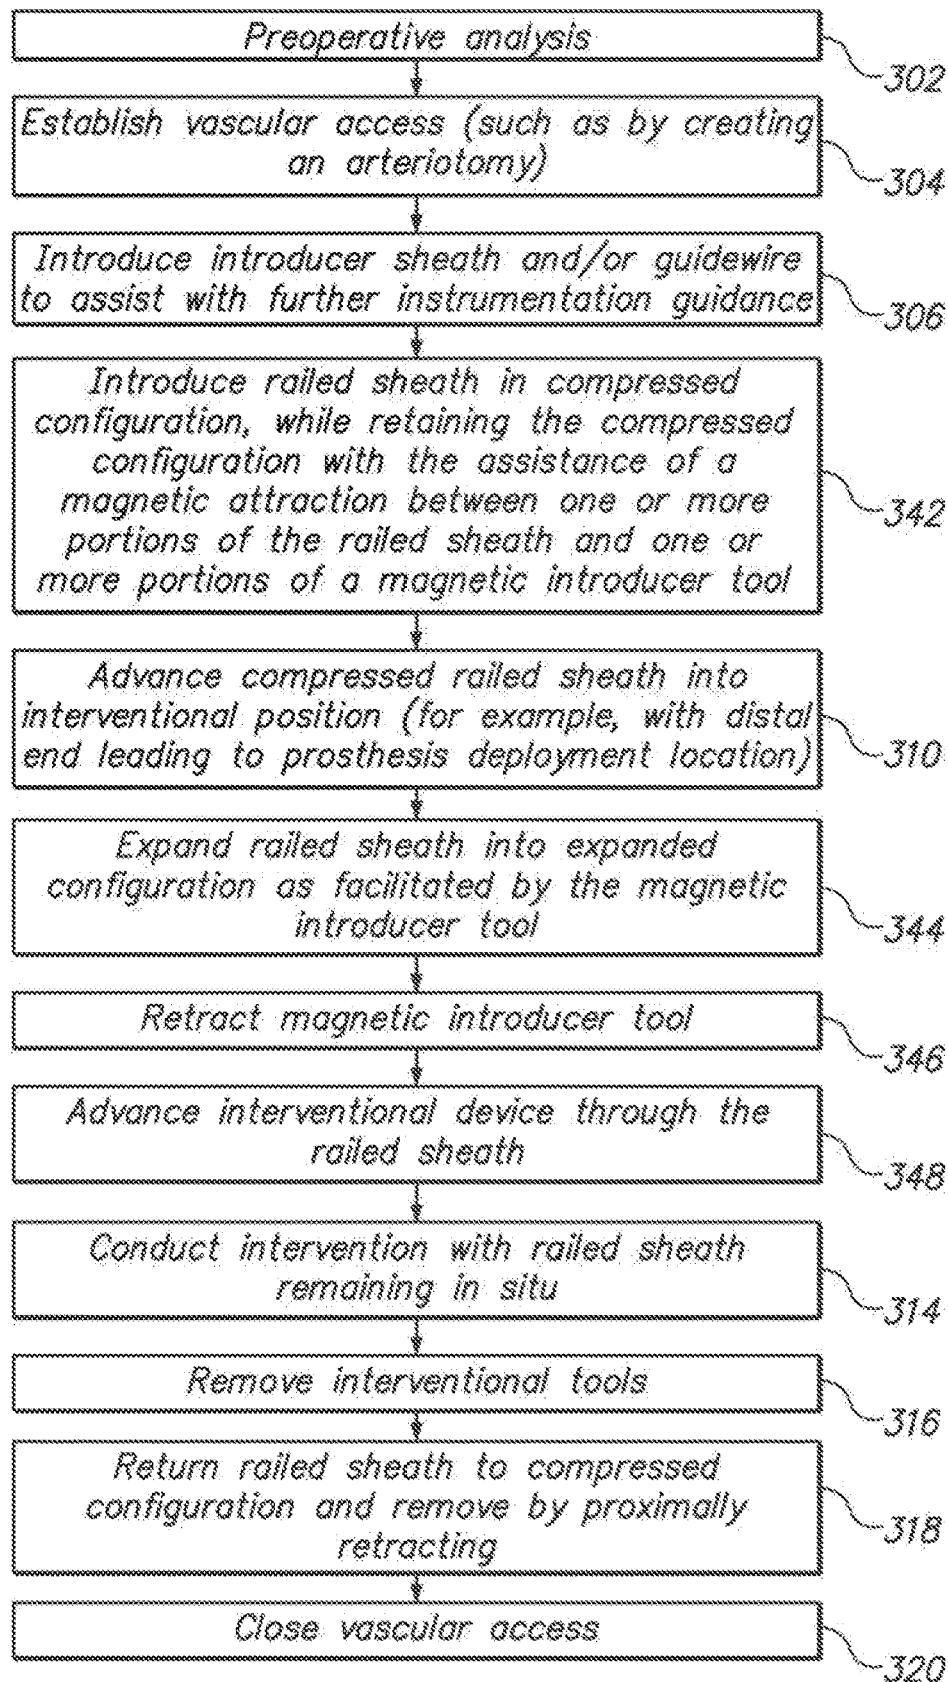 Preoperative analysis
302
Establish vascular access (such as by creating
an arteriotomy)
304
Introduce introducer sheath and/or guidewire
to assist with further instrumentation guidance
306
Introduce railed sheath in compressed
configuration, while retaining the compressed
configuration with the assistance of a
magnetic attraction between one or more
portions of the railed sheath and one or
more portions of a magnetic introducer tool
342
Advance compressed railed sheath into
interventional position (for example, with distal
end leading to prosthesis deployment location)
310
Expand railed sheath into expanded
configuration as facilitated by the magnetic
introducer tool
344
Retract magnetic introducer tool
346
Advance interventional device through the
railed sheath
348
Conduct intervention with railed sheath
remaining in situ
314
Remove interventional tools
316
Return railed sheath to compressed
configuration and remove by proximally
retracting
318
Close vascular access
320